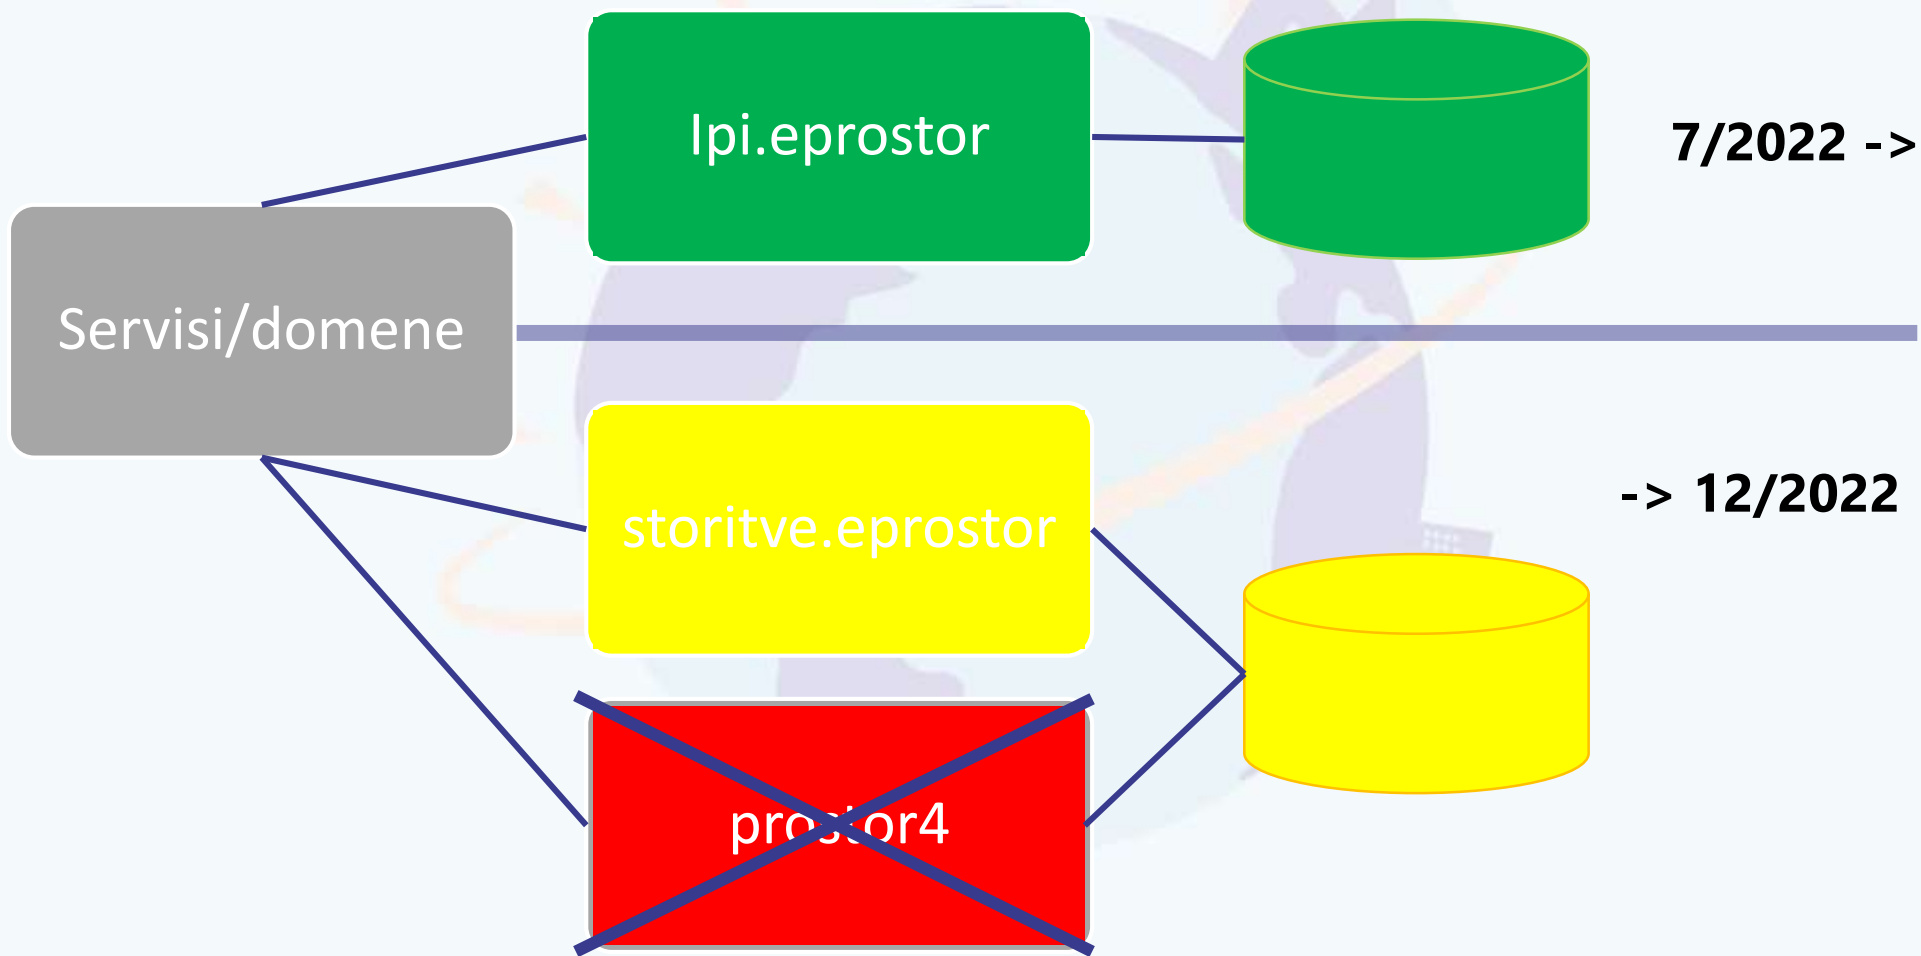 Ipi.eprostor
7/2022 ->
Servisi/domene
-> 12/2022
storitve.eprostor
prostor4